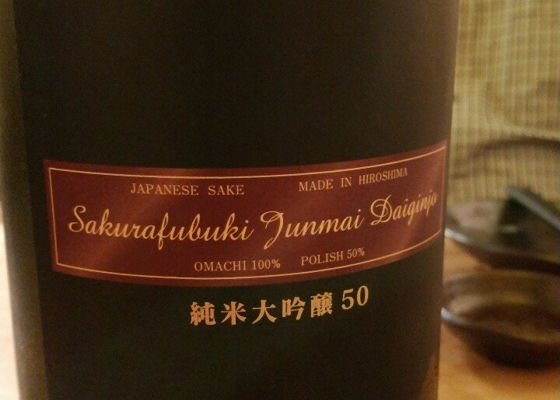 JAPANESE SAKE MADE IN HIROSHIMA
Sakurafubuki Junmai Daiginjo
OMACHI 100% POLISH 50%
純米大吟醸 50